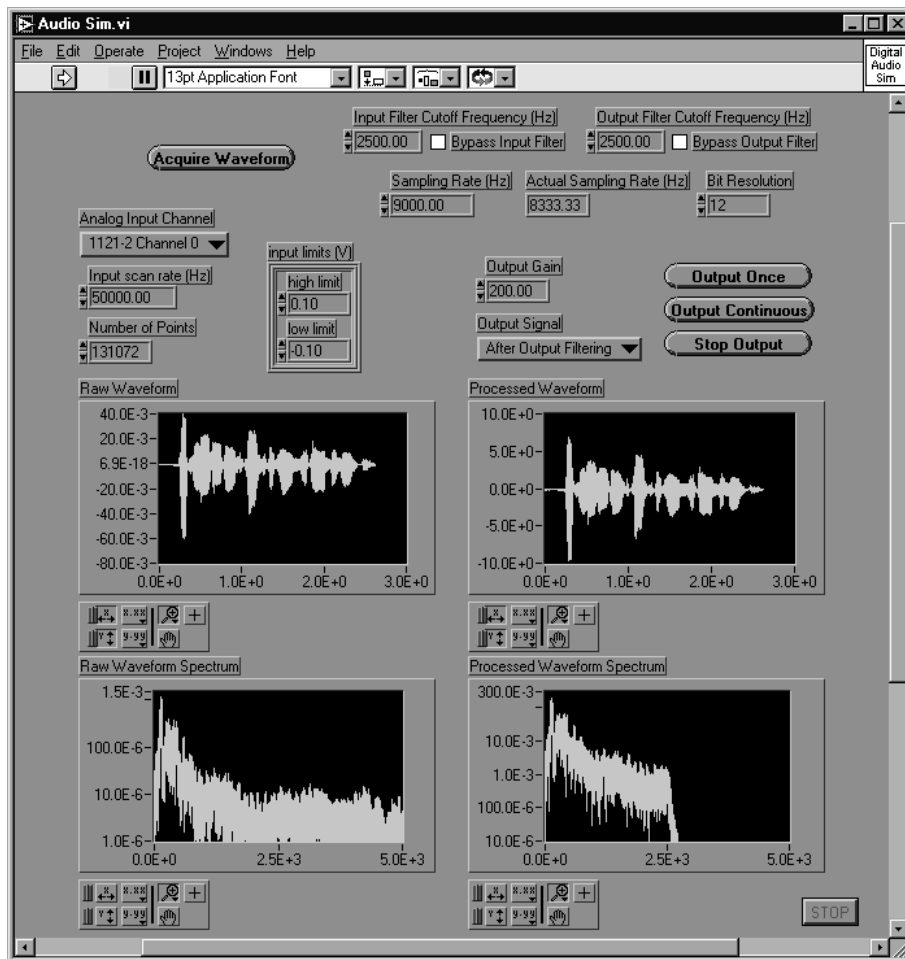 Audio Sim.vi
File Edit Operate Project Windows Help
13pt Application Font
Digital
Audio
Sim
Input Filter Cutoff Frequency (Hz)
2500.00 Bypass Input Filter
Output Filter Cutoff Frequency (Hz)
2500.00 Bypass Output Filter
Acquire Waveform
Sampling Rate (Hz)
9000.00
Actual Sampling Rate (Hz)
8333.33
Bit Resolution
12
Analog Input Channel
1121-2 Channel 0
Input scan rate (Hz)
50000.00
Number of Points
131072
input limits (V)
high limit
0.10
low limit
-0.10
Output Gain
200.00
Output Signal
After Output Filtering
Output Once
Output Continuous
Stop Output
Raw Waveform
40.0E-3
20.0E-3
6.9E-18
-20.0E-3
-40.0E-3
-60.0E-3
-80.0E-3
0.0E+0 1.0E+0 2.0E+0 3.0E+0
X X.XX
Y Y.YY
Processed Waveform
10.0E+0
5.0E+0
0.0E+0
-5.0E+0
-10.0E+0
0.0E+0 1.0E+0 2.0E+0 3.0E+0
X X.XX
Y Y.YY
Raw Waveform Spectrum
1.5E-3
100.0E-6
10.0E-6
1.0E-6
0.0E+0 2.5E+3 5.0E+3
X X.XX
Y Y.YY
Processed Waveform Spectrum
300.0E-3
10.0E-3
1.0E-3
100.0E-6
10.0E-6
0.0E+0 2.5E+3 5.0E+3
X X.XX
Y Y.YY
STOP